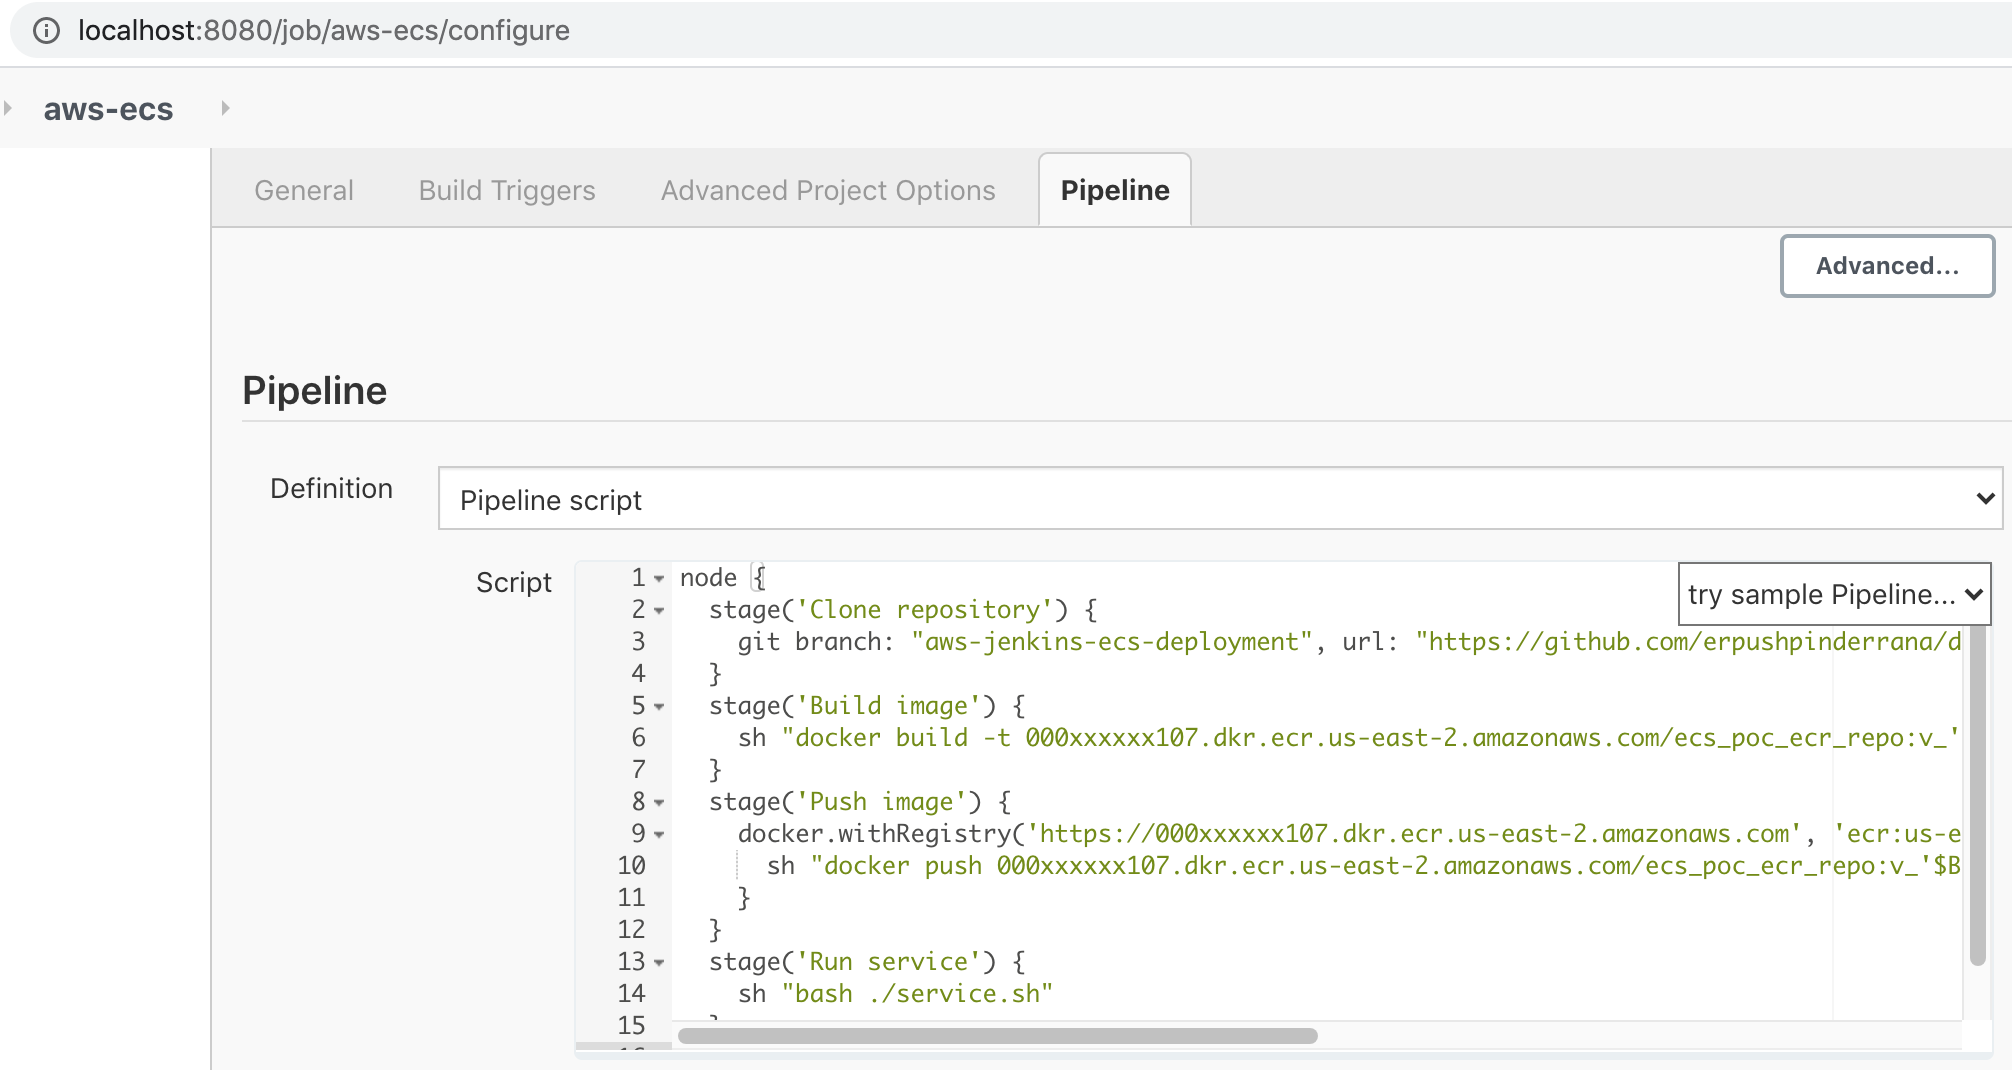 localhost:8080/job/aws-ecs/configure
aws-ecs
General Build Triggers Advanced Project Options Pipeline
Advanced...
Pipeline
Definition Pipeline script
Script
try sample Pipeline...
1 node {
2 stage('Clone repository') {
3 git branch: "aws-jenkins-ecs-deployment", url: "https://github.com/erpushpinderrana/d
4 }
5 stage('Build image') {
6 sh "docker build -t 000xxxxxx107.dkr.ecr.us-east-2.amazonaws.com/ecs_poc_ecr_repo:v_'
7 }
8 stage('Push image') {
9 docker.withRegistry('https://000xxxxxx107.dkr.ecr.us-east-2.amazonaws.com', 'ecr:us-e
10 sh "docker push 000xxxxxx107.dkr.ecr.us-east-2.amazonaws.com/ecs_poc_ecr_repo:v_'$B
11 }
12 }
13 stage('Run service') {
14 sh "bash ./service.sh"
15